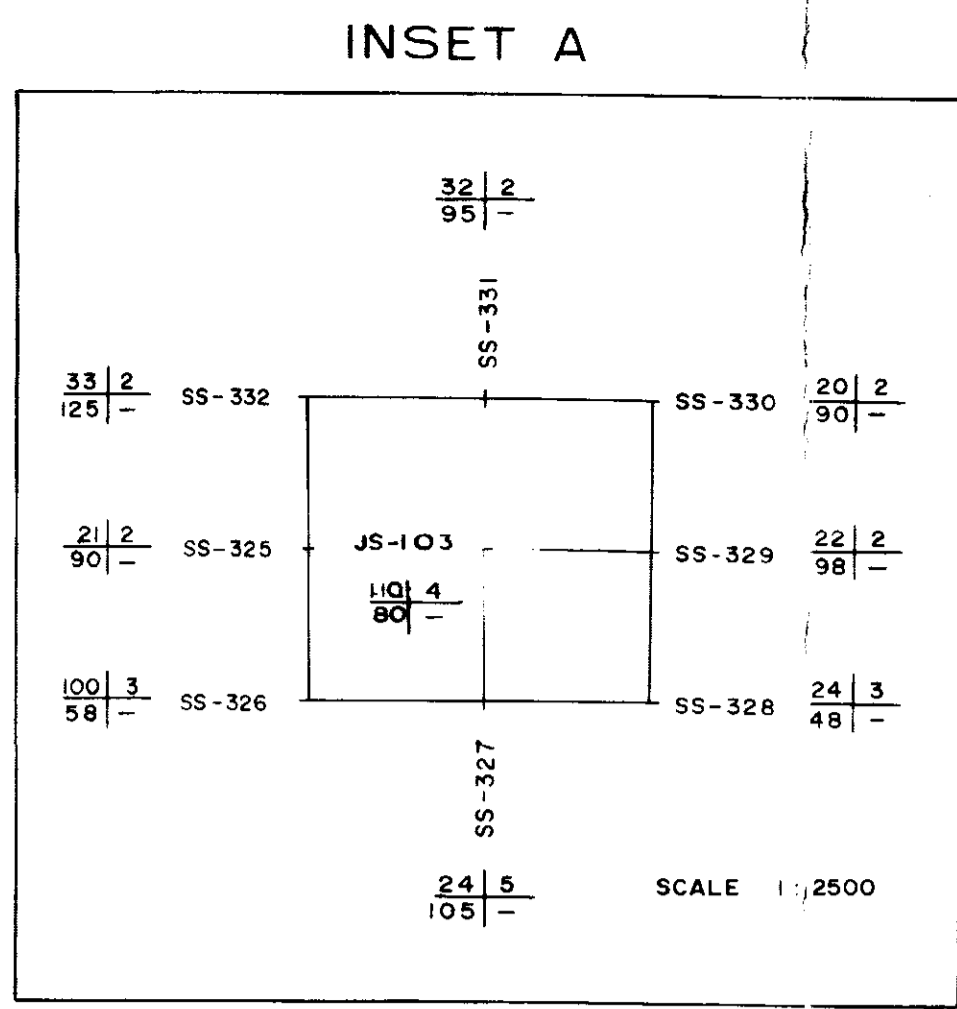 INSET A
32 2
95 –
SS-331
33 2
125 –
SS-332
SS-330
20 2
90 –
21 2
90 –
SS-325
JS-103
SS-329
22 2
98 –
110 4
80 –
100 3
58 –
SS-326
SS-328
24 3
48 –
SS-327
24 5
105 –
SCALE 1:2500